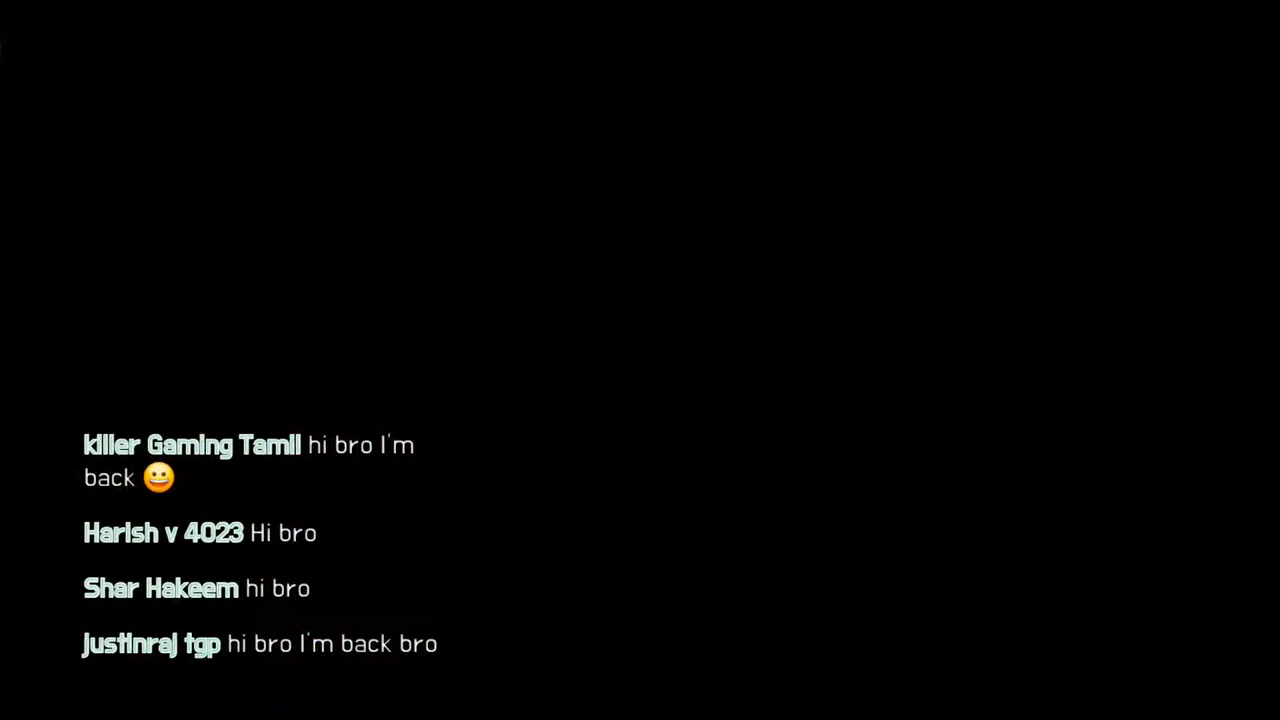 killer Gaming Tamil hi bro I'm
back 😀
Harish v 4023 Hi bro
Shar Hakeem hi bro
justinraj tgp hi bro I'm back bro